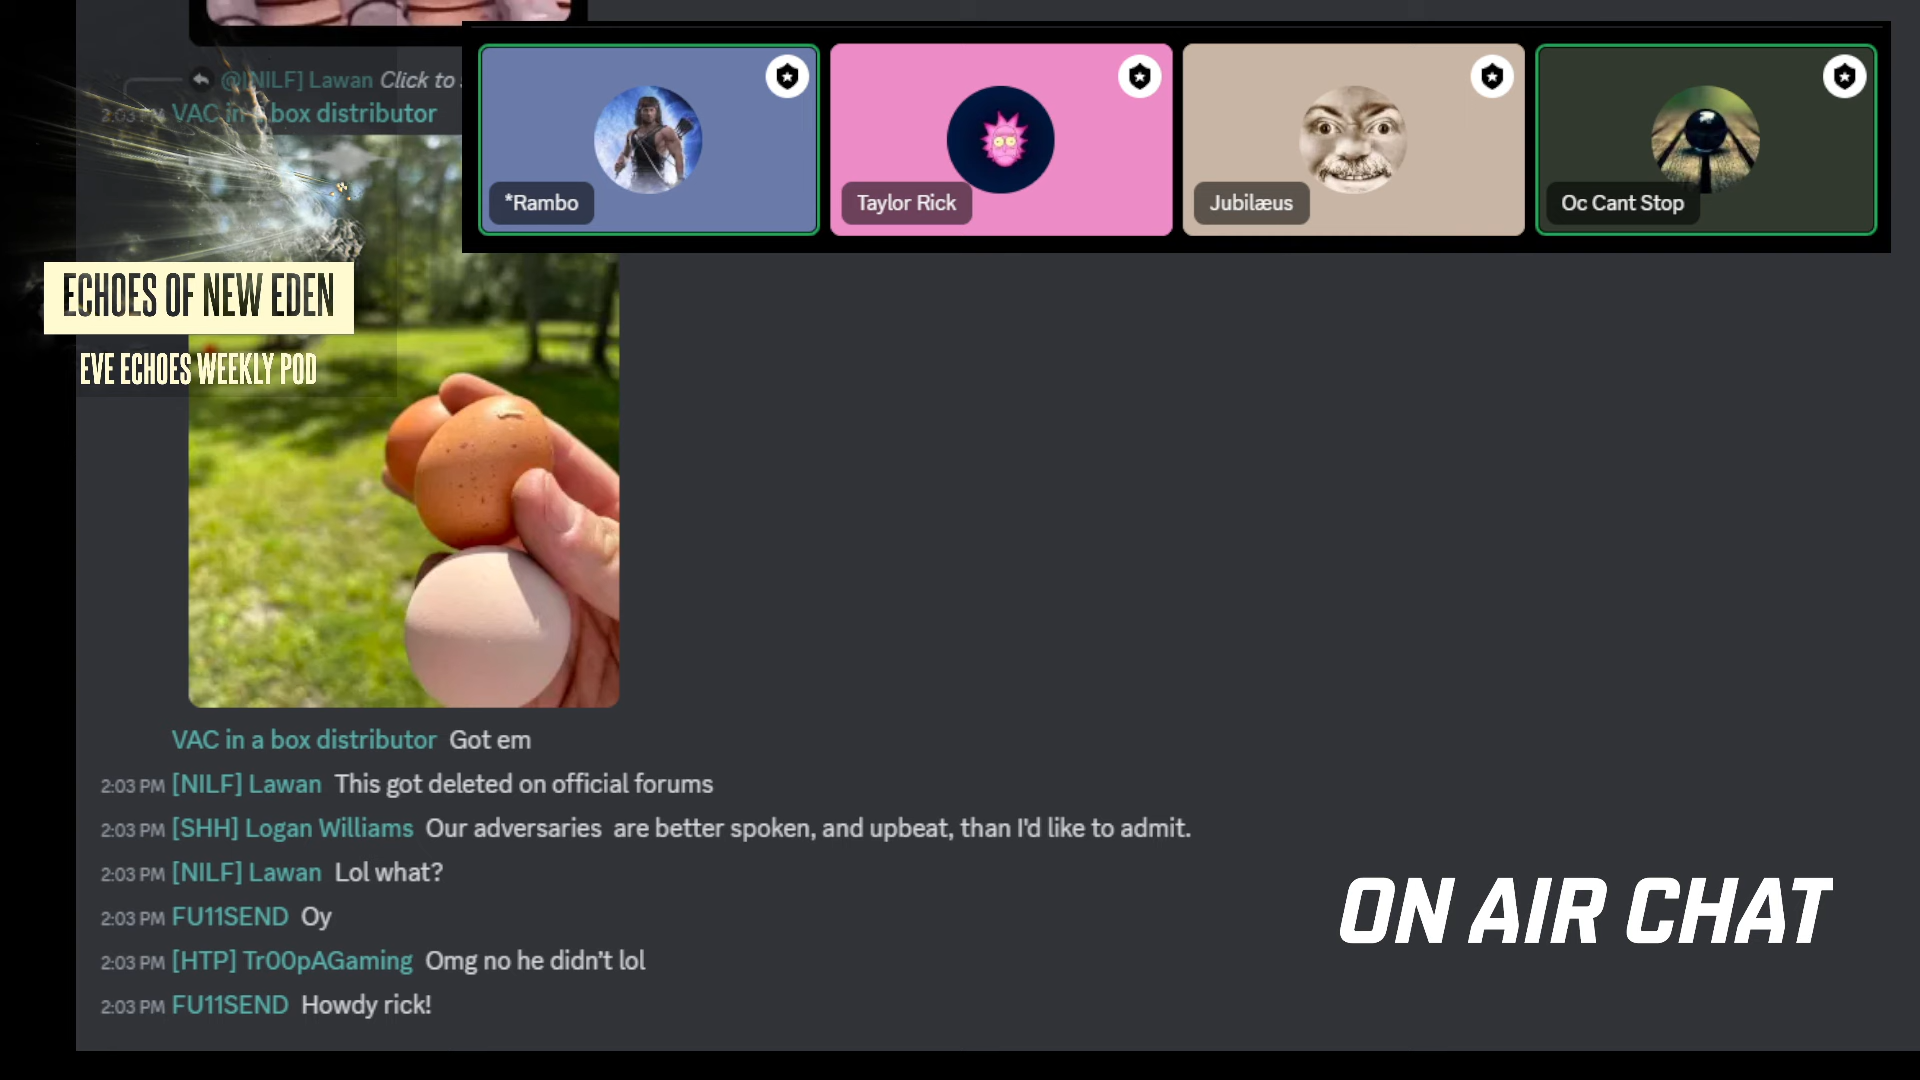 @[NILF] Lawan Click to
2:03 PM VAC in a box distributor
*Rambo
Taylor Rick
Jubilæus
Oc Cant Stop
ECHOES OF NEW EDEN
EVE ECHOES WEEKLY POD
VAC in a box distributor Got em
2:03 PM [NILF] Lawan This got deleted on official forums
2:03 PM [SHH] Logan Williams Our adversaries are better spoken, and upbeat, than I'd like to admit.
2:03 PM [NILF] Lawan Lol what?
2:03 PM FU11SEND Oy
2:03 PM [HTP] Tr00pAGaming Omg no he didn't lol
2:03 PM FU11SEND Howdy rick!
ON AIR CHAT